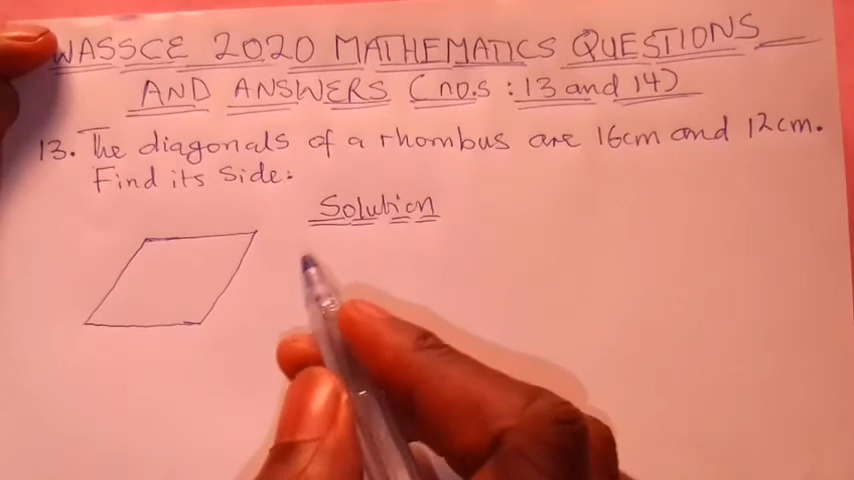 WASSCE 2020 MATHEMATICS QUESTIONS
AND ANSWERS (no.s : 13 and 14)
13. The diagonals of a rhombus are 16cm and 12cm.
Find its side:
Solution